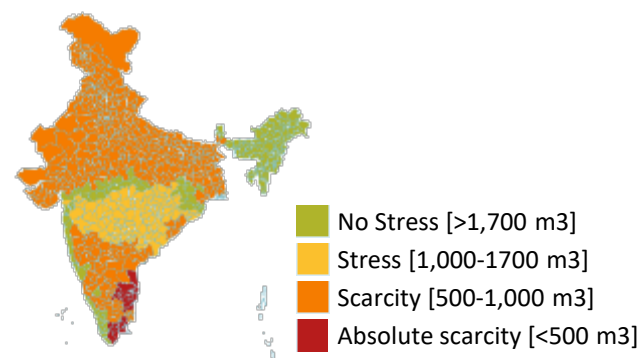 No Stress [>1,700 m3]
Stress [1,000-1700 m3]
Scarcity [500-1,000 m3]
Absolute scarcity [<500 m3]